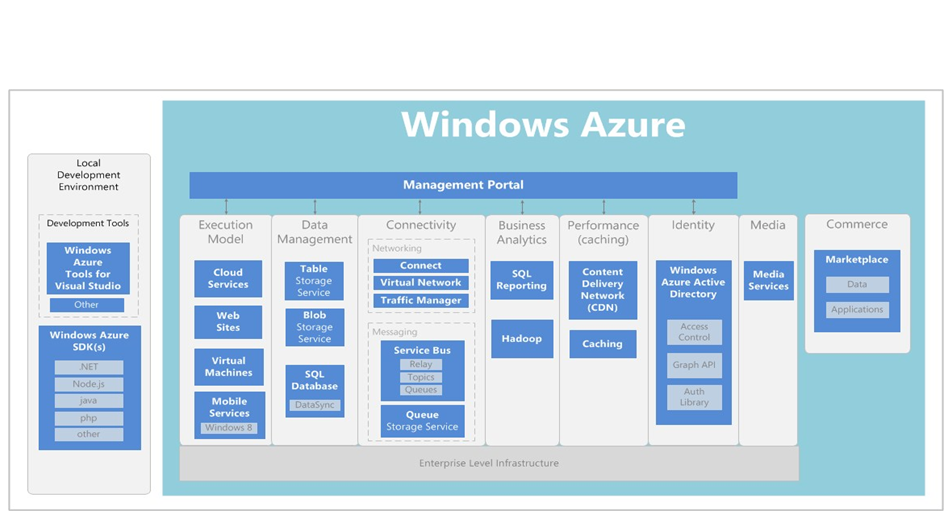 Windows Azure
Local
Development
Environment
Development Tools
Windows
Azure
Tools for
Visual Studio
Other
Windows Azure
SDK(s)
.NET
Node.js
java
php
other
Management Portal
Execution
Model
Cloud
Services
Web
Sites
Virtual
Machines
Mobile
Services
Windows 8
Data
Management
Table
Storage
Service
Blob
Storage
Service
SQL
Database
DataSync
Connectivity
Networking
Connect
Virtual Network
Traffic Manager
Messaging
Service Bus
Relay
Topics
Queues
Queue
Storage Service
Business
Analytics
SQL
Reporting
Hadoop
Performance
(caching)
Content
Delivery
Network
(CDN)
Caching
Identity
Windows
Azure Active
Directory
Access
Control
Graph API
Auth
Library
Media
Media
Services
Commerce
Marketplace
Data
Applications
Enterprise Level Infrastructure